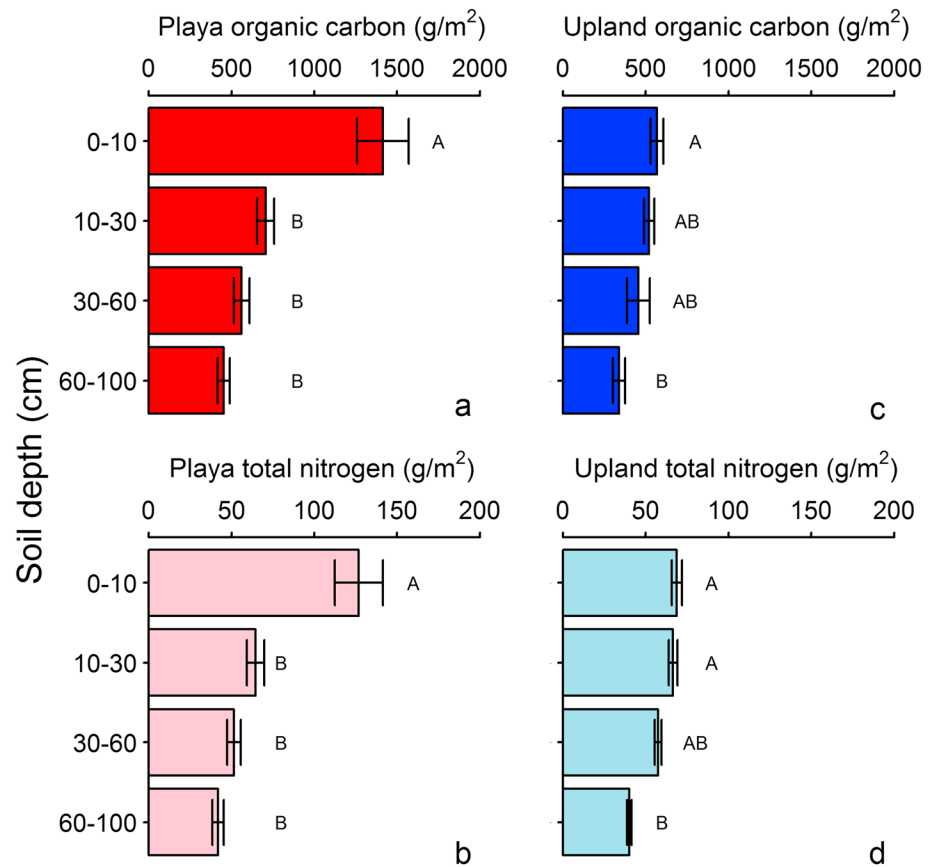 Playa organic carbon (g/m²)
0 500 1000 1500 2000
0-10 A
10-30 B
30-60 B
60-100 B
a
Upland organic carbon (g/m²)
0 500 1000 1500 2000
A
AB
AB
B
c
Soil depth (cm)
Playa total nitrogen (g/m²)
0 50 100 150 200
0-10 A
10-30 B
30-60 B
60-100 B
b
Upland total nitrogen (g/m²)
0 50 100 150 200
A
A
AB
B
d